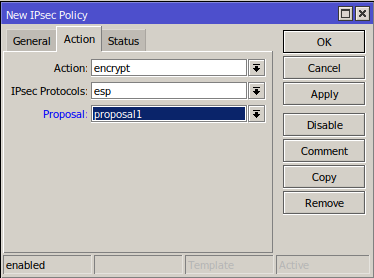 New IPsec Policy
General Action Status
Action: encrypt
IPsec Protocols: esp
Proposal: proposal1
OK
Cancel
Apply
Disable
Comment
Copy
Remove
enabled Template Active